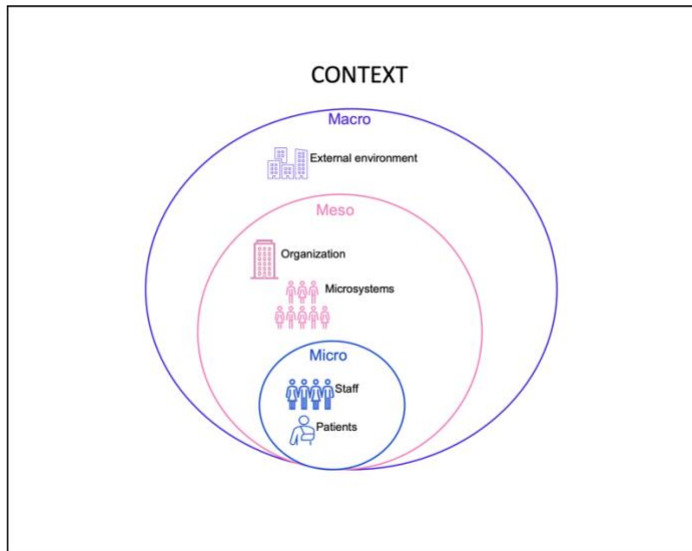 CONTEXT
Macro
External environment
Meso
Organization
Microsystems
Micro
Staff
Patients